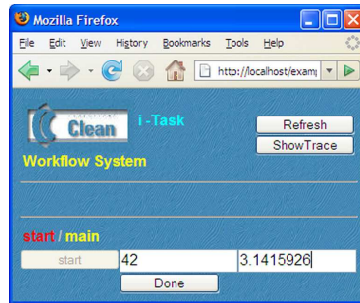 Mozilla Firefox
File Edit View History Bookmarks Tools Help
http://localhost/examp
Clean i-Task Refresh
ShowTrace
Workflow System
start / main
start 42 3.1415926
Done